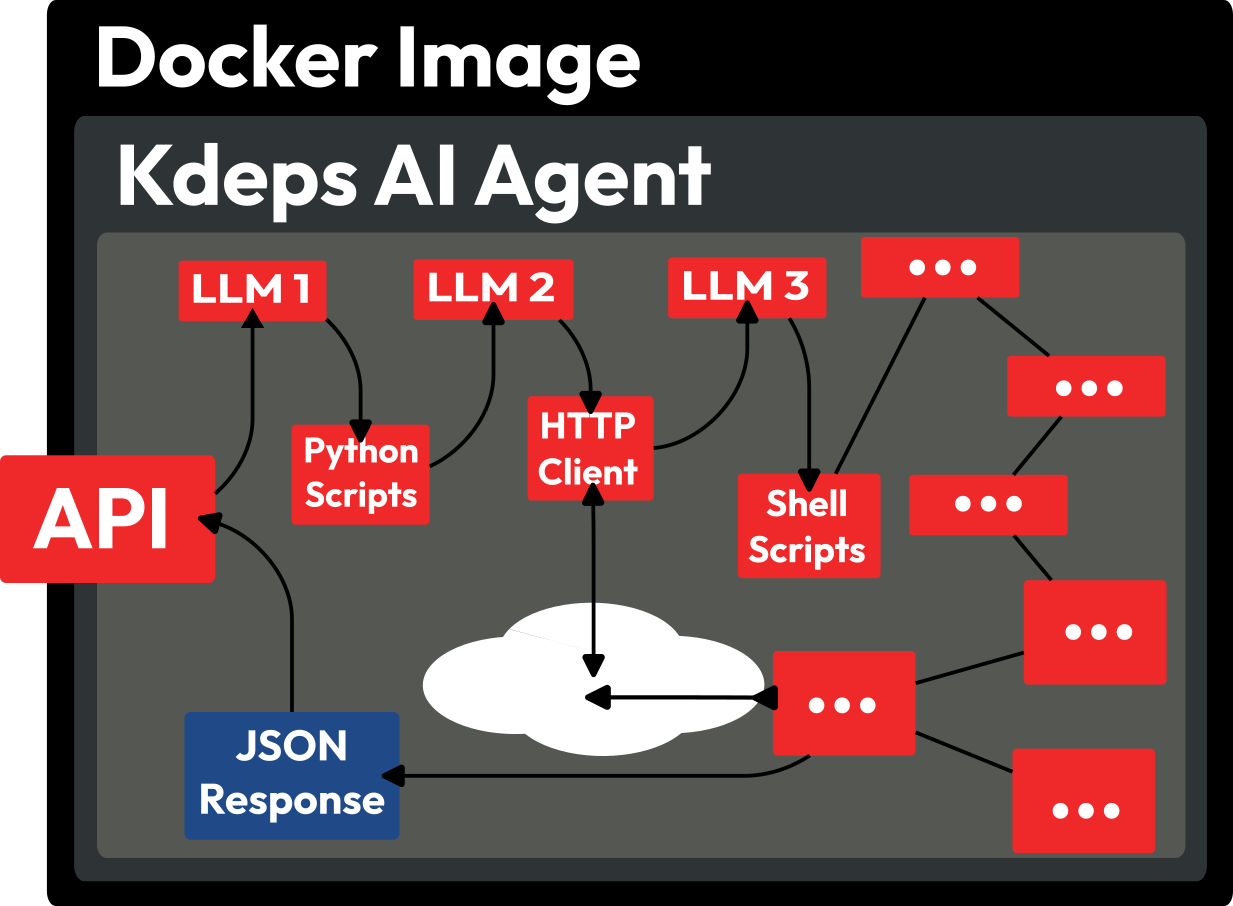 Docker Image
Kdeps AI Agent
LLM 1
LLM 2
LLM 3
•••
•••
Python
Scripts
HTTP
Client
API
Shell
Scripts
•••
•••
•••
JSON
Response
•••